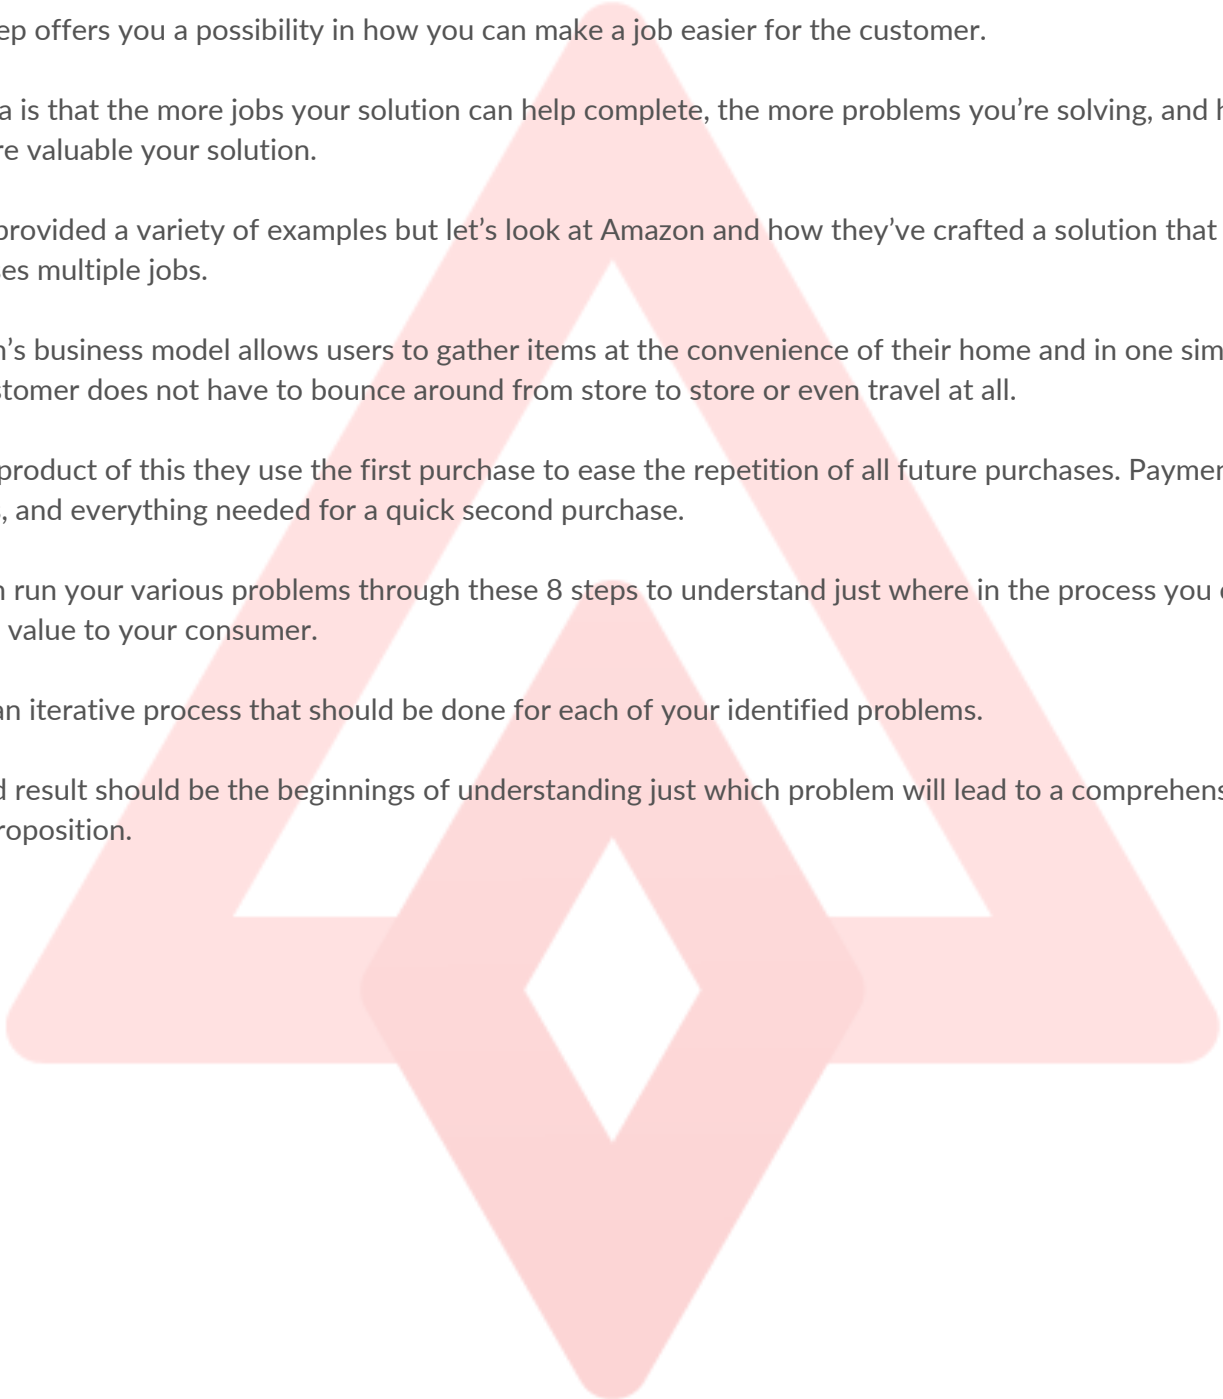 ep offers you a possibility in how you can make a job easier for the customer.
a is that the more jobs your solution can help complete, the more problems you’re solving, and h
re valuable your solution.
provided a variety of examples but let’s look at Amazon and how they’ve crafted a solution that
es multiple jobs.
n’s business model allows users to gather items at the convenience of their home and in one sim
stomer does not have to bounce around from store to store or even travel at all.
product of this they use the first purchase to ease the repetition of all future purchases. Paymen
, and everything needed for a quick second purchase.
n run your various problems through these 8 steps to understand just where in the process you
value to your consumer.
an iterative process that should be done for each of your identified problems.
d result should be the beginnings of understanding just which problem will lead to a comprehens
roposition.